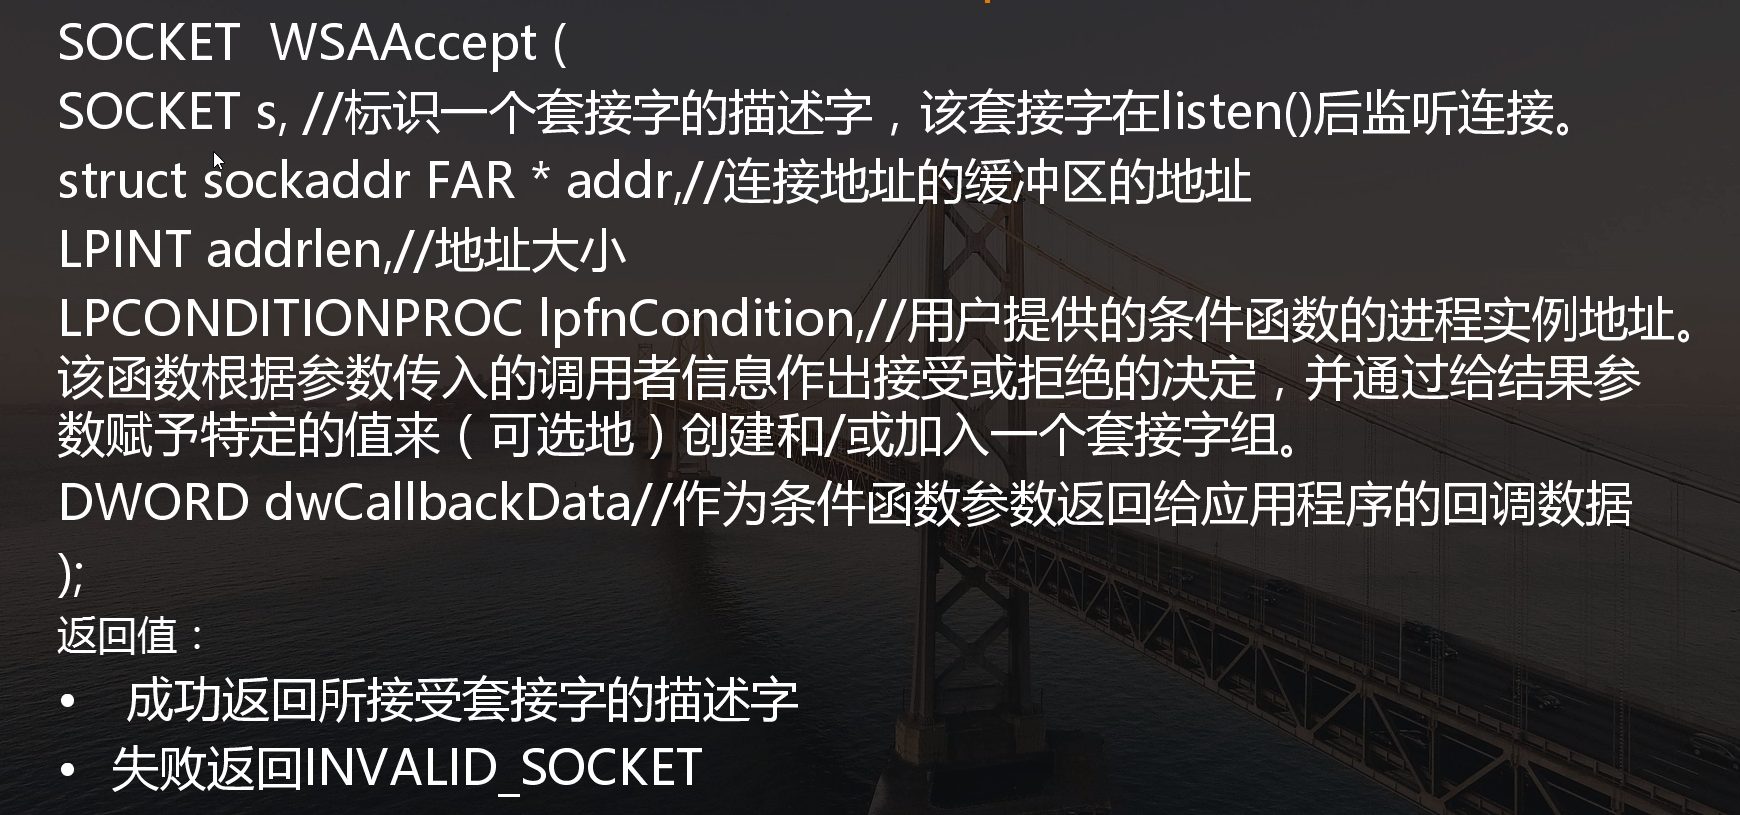 SOCKET  WSAAccept (
SOCKET s, //标识一个套接字的描述字，该套接字在listen()后监听连接。
struct sockaddr FAR * addr,//连接地址的缓冲区的地址
LPINT addrlen,//地址大小
LPCONDITIONPROC lpfnCondition,//用户提供的条件函数的进程实例地址。
该函数根据参数传入的调用者信息作出接受或拒绝的决定，并通过给结果参
数赋予特定的值来（可选地）创建和/或加入一个套接字组。
DWORD dwCallbackData//作为条件函数参数返回给应用程序的回调数据
);
返回值：
• 成功返回所接受套接字的描述字
• 失败返回INVALID_SOCKET